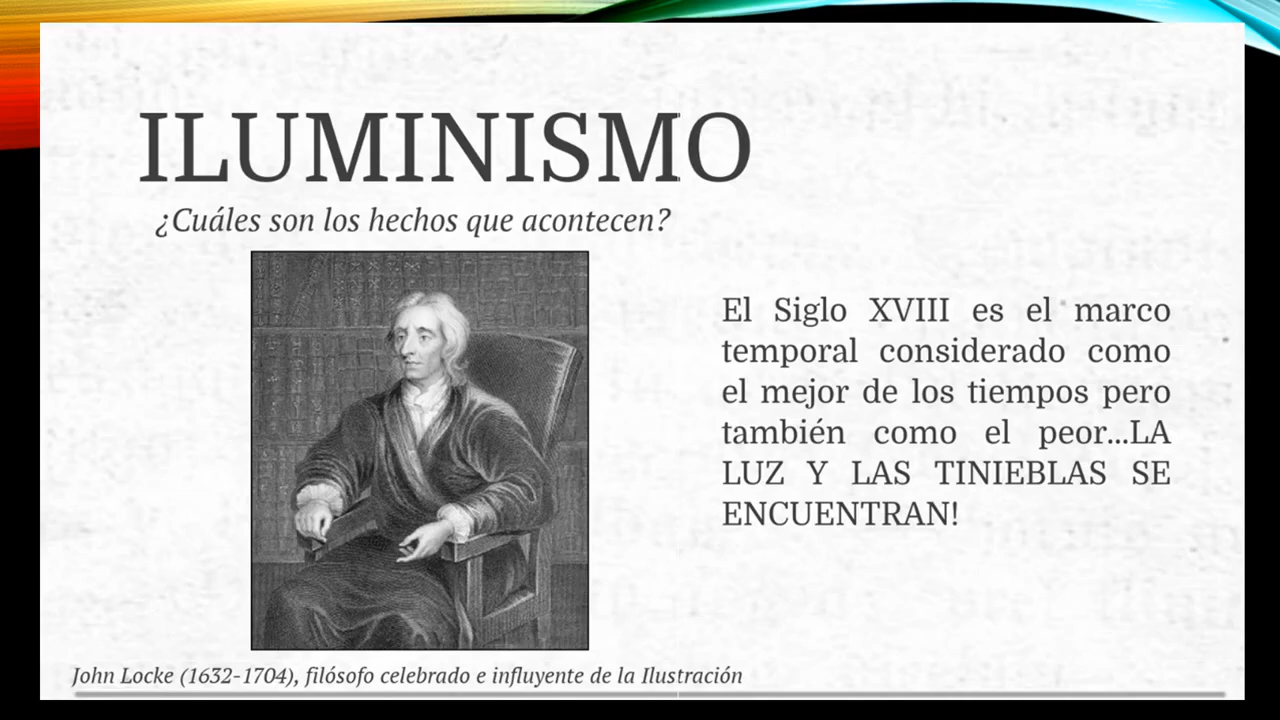 ILUMINISMO
¿Cuáles son los hechos que acontecen?
El Siglo XVIII es el marco
temporal considerado como
el mejor de los tiempos pero
también como el peor...LA
LUZ Y LAS TINIEBLAS SE
ENCUENTRAN!
John Locke (1632-1704), filósofo celebrado e influyente de la Ilustración